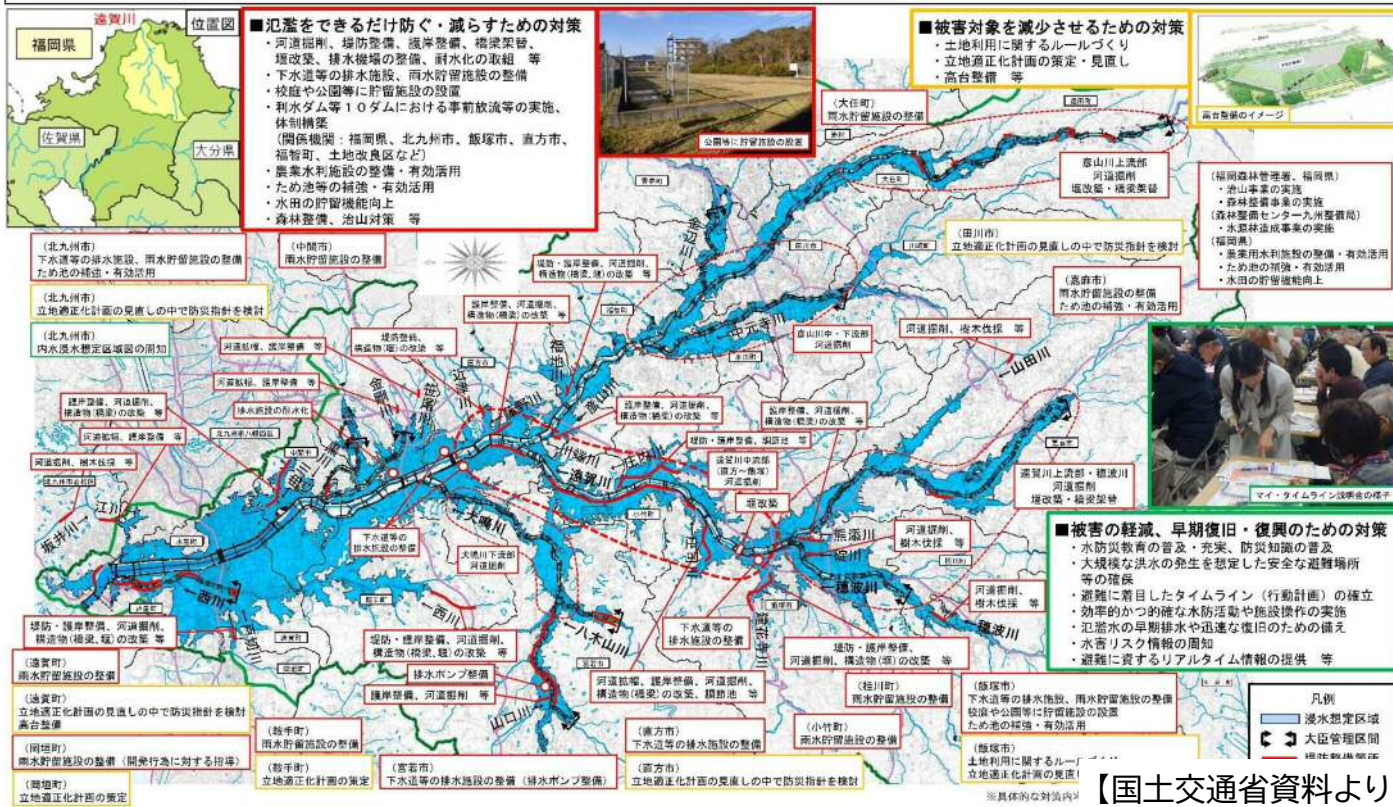 遠賀川
位置図
福岡県
佐賀県
大分県
■氾濫をできるだけ防ぐ・減らすための対策
・河道掘削、堤防整備、護岸整備、橋梁架替、
堰改築、排水機場の整備、耐水化の取組 等
・下水道等の排水施設、雨水貯留施設の整備
・校庭や公園等に貯留施設の設置
・利水ダム等１０ダムにおける事前放流等の実施、
体制構築
(関係機関：福岡県、北九州市、飯塚市、直方市、
福智町、土地改良区など)
・農業水利施設の整備・有効活用
・ため池等の補強・有効活用
・水田の貯留機能向上
・森林整備、治山対策 等
公園等に貯留施設の設置
■被害対象を減少させるための対策
・土地利用に関するルールづくり
・立地適正化計画の策定・見直し
・高台整備 等
高台整備のイメージ
(大任町)
雨水貯留施設の整備
彦山川上流部
河道掘削
堰改築・橋梁架替
(福岡森林管理署、福岡県)
・治山事業の実施
・森林整備事業の実施
(森林整備センター九州整備局)
・水源林造成事業の実施
(福岡県)
・農業用水利施設の整備・有効活用
・ため池の補強・有効活用
・水田の貯留機能向上
(北九州市)
下水道等の排水施設、雨水貯留施設の整備
ため池の補強・有効活用
(中間市)
雨水貯留施設の整備
(北九州市)
立地適正化計画の見直しの中で防災指針を検討
(北九州市)
内水浸水想定区域図の周知
(田川市)
立地適正化計画の見直しの中で防災指針を検討
(嘉麻市)
雨水貯留施設の整備
ため池の補強・有効活用
金辺川
堤防・護岸整備、河道掘削、
構造物(橋梁、堰)の改築 等
護岸整備、河道掘削、
構造物(橋梁)の改築 等
堤防整備、
構造物(堰)の改築 等
河道拡幅、護岸整備 等
河道拡幅、護岸整備 等
排水施設の耐水化
護岸整備、河道掘削、
構造物(橋梁)の改築 等
河道拡幅、護岸整備 等
河道掘削、樹木伐採 等
中元寺川
彦山川中・下流部
河道掘削
河道掘削、樹木伐採 等
山田川
福地川
彦山川
近津川
笹尾川
金剛川
黒川
江川
坂井川
護岸整備、河道掘削、
構造物(橋梁)の改築 等
護岸整備、河道掘削、
構造物(橋梁)の改築 等
堤防・護岸整備、調節池 等
遠賀川中流部
(直方～飯塚)
河道掘削
庄内川
遠賀川
堰改築
遠賀川上流部・穂波川
河道掘削
堰改築・橋梁架替
マイ・タイムライン説明会の様子
■被害の軽減、早期復旧・復興のための対策
・水防災教育の普及・充実、防災知識の普及
・大規模な洪水の発生を想定した安全な避難場所
等の確保
・避難に着目したタイムライン（行動計画）の確立
・効率的かつ的確な水防活動や施設操作の実施
・氾濫水の早期排水や迅速な復旧のための備え
・水害リスク情報の周知
・避難に資するリアルタイム情報の提供 等
熊添川
碇川
河道掘削、
樹木伐採 等
穂波川
河道掘削、
樹木伐採 等
穂波川
下水道等の
排水施設の整備
犬鳴川
犬鳴川下流部
河道掘削
西川
西川
八木山川
山口川
建花寺川
堤防・護岸整備、河道掘削、
構造物(橋梁、堰)の改築 等
堤防・護岸整備、河道掘削、
構造物(橋梁、堰)の改築 等
排水ポンプ整備
護岸整備、河道掘削 等
下水道等の
排水施設の整備
河道拡幅、護岸整備、河道掘削、
構造物(橋梁)の改築、調節池 等
堤防・護岸整備、
河道掘削、構造物(堰)の改築 等
(遠賀町)
雨水貯留施設の整備
(遠賀町)
立地適正化計画の見直しの中で防災指針を検討
高台整備
(岡垣町)
雨水貯留施設の整備（開発行為に対する指導）
(岡垣町)
立地適正化計画の策定
(鞍手町)
雨水貯留施設の整備
(鞍手町)
立地適正化計画の策定
(宮若市)
下水道等の排水施設の整備（排水ポンプ整備）
(直方市)
下水道等の排水施設の整備
(直方市)
立地適正化計画の見直しの中で防災指針を検討
(小竹町)
雨水貯留施設の整備
(桂川町)
雨水貯留施設の整備
(飯塚市)
下水道等の排水施設、雨水貯留施設の整備
校庭や公園等に貯留施設の設置
ため池の補強・有効活用
(飯塚市)
土地利用に関するルールづくり
立地適正化計画の見直し
凡例
浸水想定区域
大臣管理区間
堤防整備箇所
※具体的な対策内
【国土交通省資料より